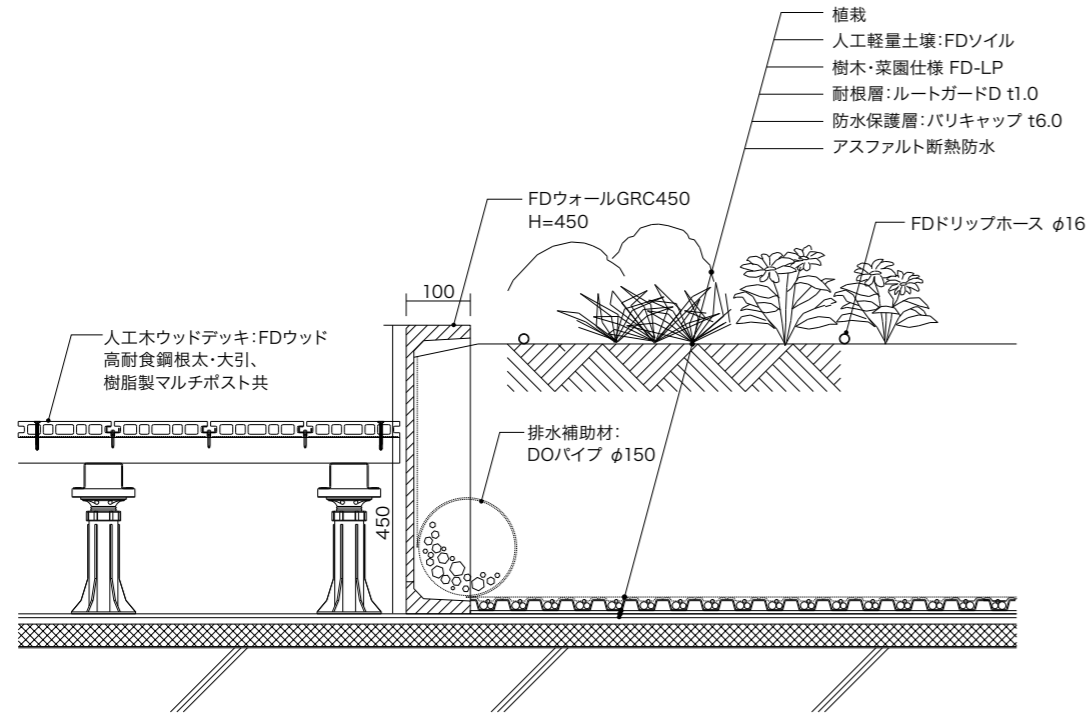 植栽
人工軽量土壌：FDソイル
樹木・菜園仕様 FD-LP
耐根層：ルートガードD t1.0
防水保護層：バリキャップ t6.0
アスファルト断熱防水
FDウォールGRC450
H=450
FDドリップホース φ16
100
人工木ウッドデッキ：FDウッド
高耐食鋼根太・大引、
樹脂製マルチポスト共
排水補助材：
DOパイプ φ150
450